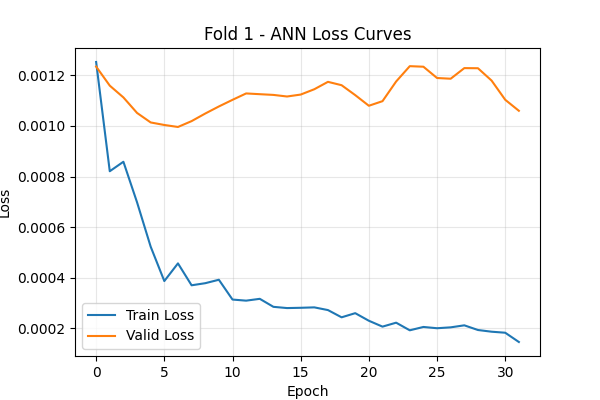 Fold 1 - ANN Loss Curves
0.0012
0.0010
0.0008
0.0006
0.0004
0.0002
Loss
Train Loss
Valid Loss
0 5 10 15 20 25 30
Epoch